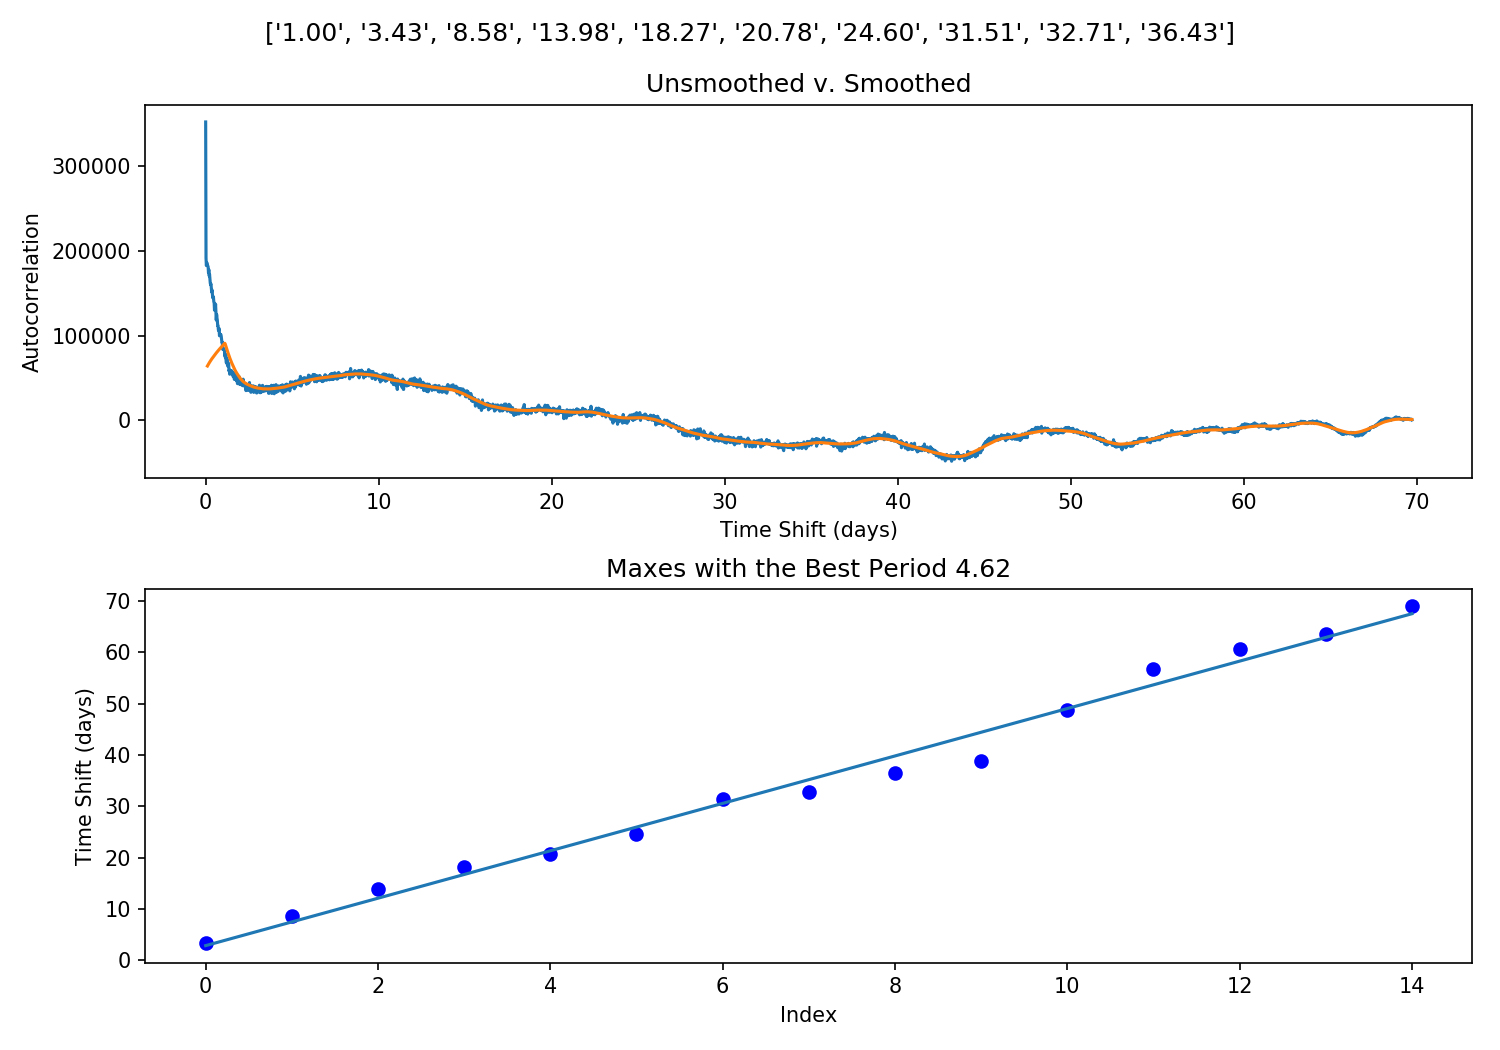 ['1.00', '3.43', '8.58', '13.98', '18.27', '20.78', '24.60', '31.51', '32.71', '36.43']
Unsmoothed v. Smoothed
Autocorrelation
300000
200000
100000
0
0 10 20 30 40 50 60 70
Time Shift (days)
Maxes with the Best Period 4.62
Time Shift (days)
70
60
50
40
30
20
10
0
0 2 4 6 8 10 12 14
Index